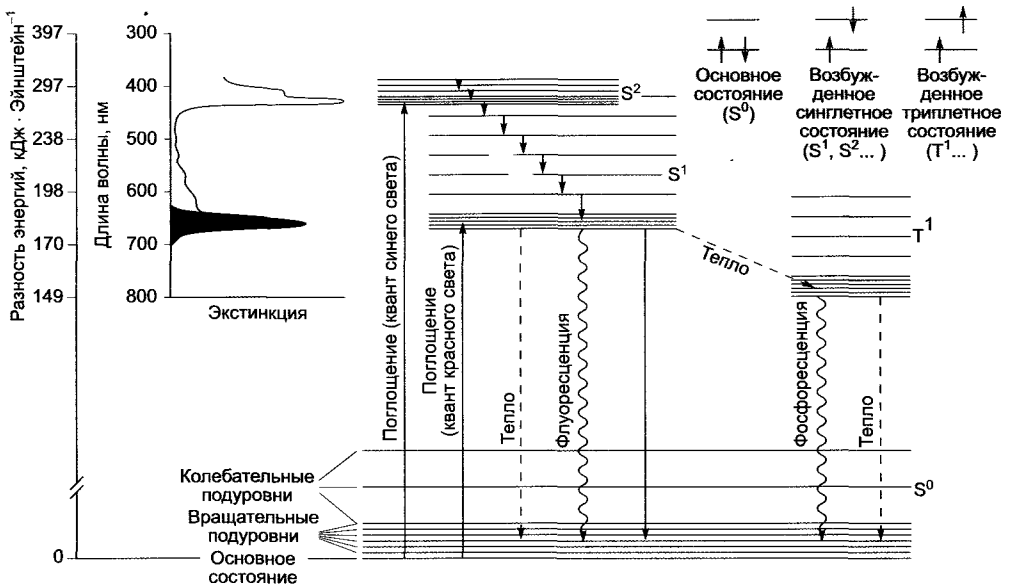 Разность энергий, кДж · Эйнштейн⁻¹
397
297
238
198
170
149
0
Длина волны, нм
300
400
500
600
700
800
Экстинкция
Поглощение (квант синего света)
Поглощение
(квант красного света)
Тепло
Флуоресценция
S²
S¹
Тепло
Основное
состояние
(S⁰)
Возбуж-
денное
синглетное
состояние
(S¹, S²... )
Возбуж-
денное
триплетное
состояние
(T¹... )
T¹
Фосфоресценция
Тепло
S⁰
Колебательные
подуровни
Вращательные
подуровни
Основное
состояние